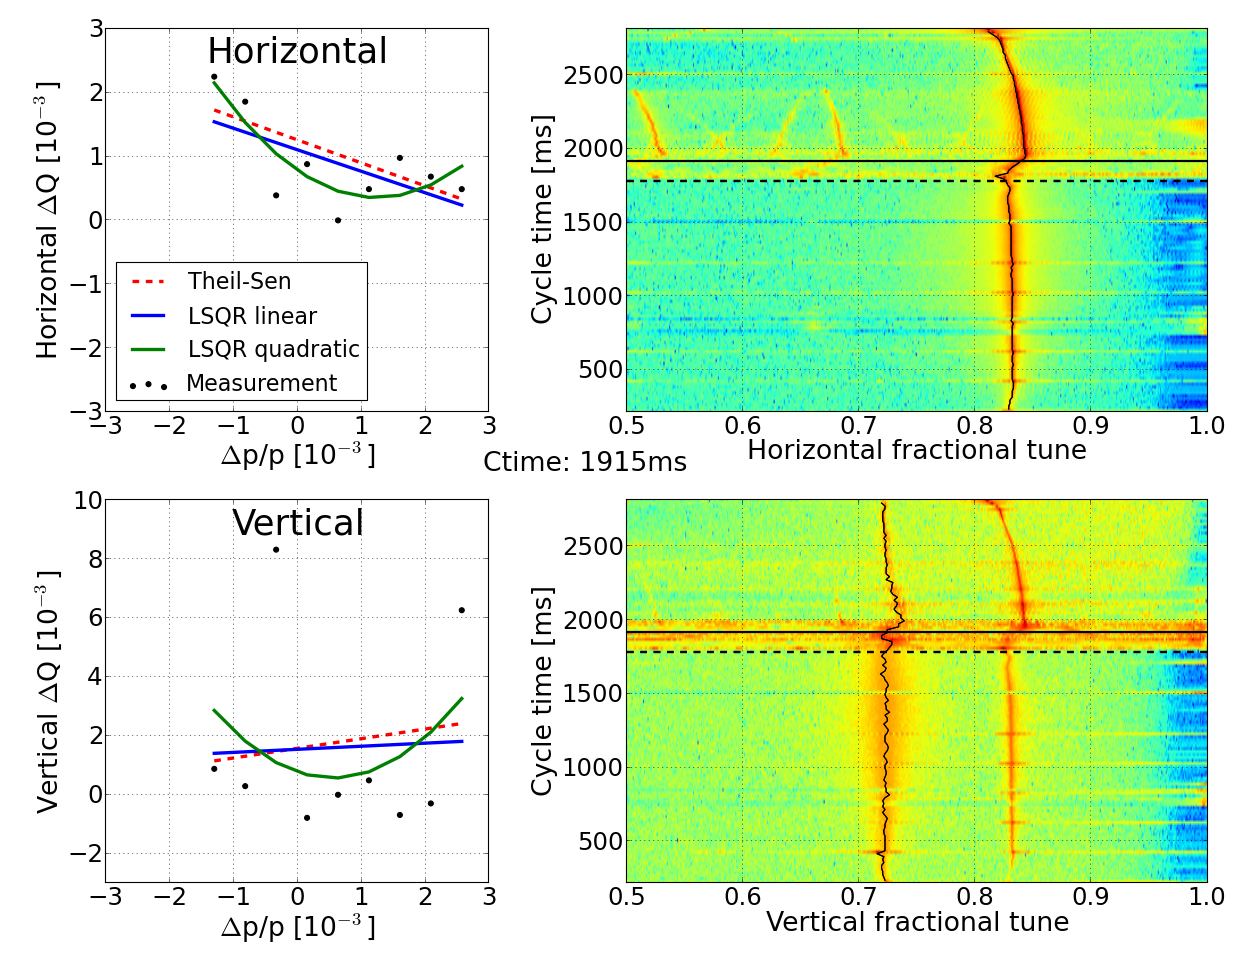 Horizontal
Horizontal ΔQ [10⁻³]
3
2
1
0
−1
−2
−3
Theil-Sen
LSQR linear
LSQR quadratic
Measurement
−3 −2 −1 0 1 2 3
Δp/p [10⁻³]
Cycle time [ms]
2500
2000
1500
1000
500
0.5 0.6 0.7 0.8 0.9 1.0
Horizontal fractional tune
Ctime: 1915ms
Vertical
Vertical ΔQ [10⁻³]
10
8
6
4
2
0
−2
−3 −2 −1 0 1 2 3
Δp/p [10⁻³]
Cycle time [ms]
2500
2000
1500
1000
500
0.5 0.6 0.7 0.8 0.9 1.0
Vertical fractional tune